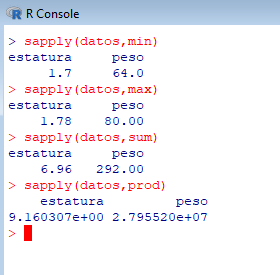 R Console
> sapply(datos,min)
estatura peso
1.7 64.0
> sapply(datos,max)
estatura peso
1.78 80.00
> sapply(datos,sum)
estatura peso
6.96 292.00
> sapply(datos,prod)
estatura peso
9.160307e+00 2.795520e+07
>